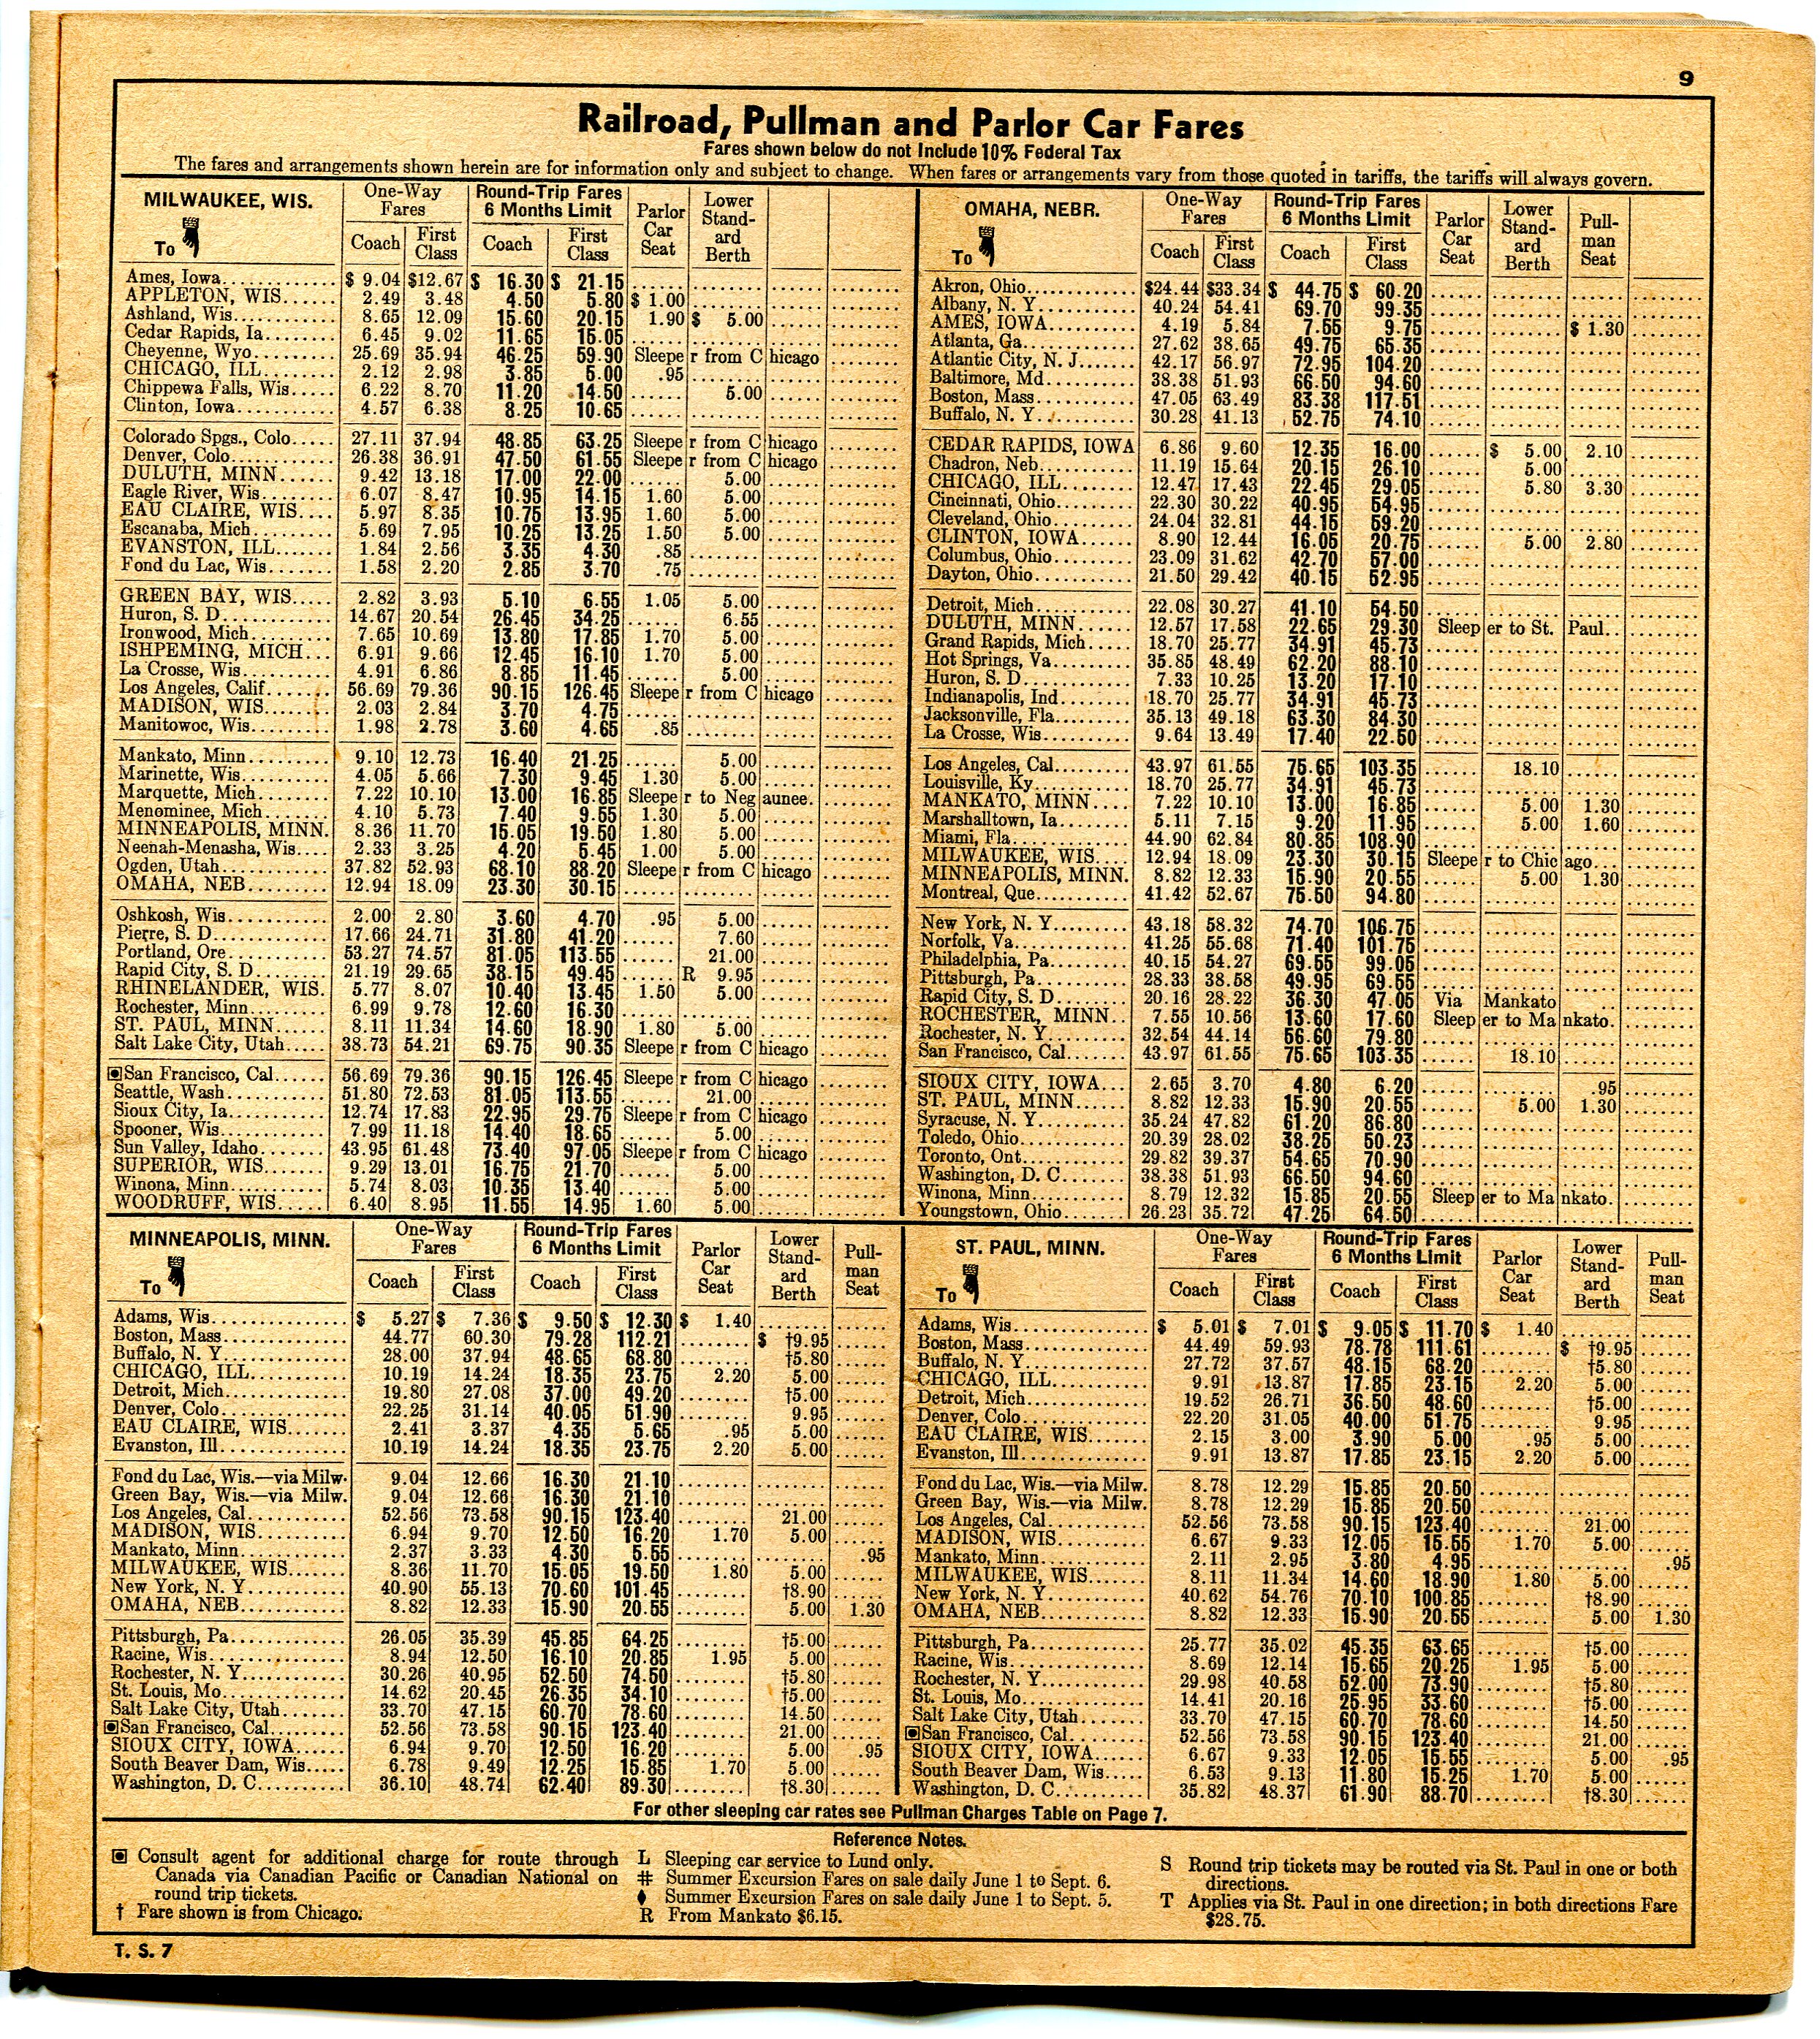 9
Railroad, Pullman and Parlor Car Fares
Fares shown below do not Include 10% Federal Tax
The fares and arrangements shown herein are for information only and subject to change. When fares or arrangements vary from those quoted in tariffs, the tariffs will always govern.
MILWAUKEE, WIS. To
One-Way Fares Round-Trip Fares 6 Months Limit Parlor Car Seat Lower Standard Berth
Coach First Class Coach First Class
Ames, Iowa $ 9.04 $12.67 $ 16.30 $ 21.15
APPLETON, WIS. 2.49 3.48 4.50 5.80 $ 1.00
Ashland, Wis. 8.65 12.09 15.60 20.15 1.90 $ 5.00
Cedar Rapids, Ia. 6.45 9.02 11.65 15.05
Cheyenne, Wyo. 25.69 35.94 46.25 59.90 Sleeper from Chicago
CHICAGO, ILL. 2.12 2.98 3.85 5.00 .95
Chippewa Falls, Wis. 6.22 8.70 11.20 14.50 5.00
Clinton, Iowa 4.57 6.38 8.25 10.65
Colorado Spgs., Colo. 27.11 37.94 48.85 63.25 Sleeper from Chicago
Denver, Colo. 26.38 36.91 47.50 61.55 Sleeper from Chicago
DULUTH, MINN. 9.42 13.18 17.00 22.00 5.00
Eagle River, Wis. 6.07 8.47 10.95 14.15 1.60 5.00
EAU CLAIRE, WIS. 5.97 8.35 10.75 13.95 1.60 5.00
Escanaba, Mich. 5.69 7.95 10.25 13.25 1.50 5.00
EVANSTON, ILL. 1.84 2.56 3.35 4.30 .85
Fond du Lac, Wis. 1.58 2.20 2.85 3.70 .75
GREEN BAY, WIS. 2.82 3.93 5.10 6.55 1.05 5.00
Huron, S. D. 14.67 20.54 26.45 34.25 6.55
Ironwood, Mich. 7.65 10.69 13.80 17.85 1.70 5.00
ISHPEMING, MICH. 6.91 9.66 12.45 16.10 1.70 5.00
La Crosse, Wis. 4.91 6.86 8.85 11.45 5.00
Los Angeles, Calif. 56.69 79.36 90.15 126.45 Sleeper from Chicago
MADISON, WIS. 2.03 2.84 3.70 4.75
Manitowoc, Wis. 1.98 2.78 3.60 4.65 .85
Mankato, Minn. 9.10 12.73 16.40 21.25 5.00
Marinette, Wis. 4.05 5.66 7.30 9.45 1.30 5.00
Marquette, Mich. 7.22 10.10 13.00 16.85 Sleeper to Negaunee.
Menominee, Mich. 4.10 5.73 7.40 9.55 1.30 5.00
MINNEAPOLIS, MINN. 8.36 11.70 15.05 19.50 1.80 5.00
Neenah-Menasha, Wis. 2.33 3.25 4.20 5.45 1.00 5.00
Ogden, Utah 37.82 52.93 68.10 88.20 Sleeper from Chicago
OMAHA, NEB. 12.94 18.09 23.30 30.15
Oshkosh, Wis. 2.00 2.80 3.60 4.70 .95 5.00
Pierre, S. D. 17.66 24.71 31.80 41.20 7.60
Portland, Ore. 53.27 74.57 81.05 113.55 21.00
Rapid City, S. D. 21.19 29.65 38.15 49.45 R 9.95
RHINELANDER, WIS. 5.77 8.07 10.40 13.45 1.50 5.00
Rochester, Minn. 6.99 9.78 12.60 16.30
ST. PAUL, MINN. 8.11 11.34 14.60 18.90 1.80 5.00
Salt Lake City, Utah 38.73 54.21 69.75 90.35 Sleeper from Chicago
San Francisco, Cal. 56.69 79.36 90.15 126.45 Sleeper from Chicago
Seattle, Wash. 51.80 72.53 81.05 113.55 21.00
Sioux City, Ia. 12.74 17.83 22.95 29.75 Sleeper from Chicago
Spooner, Wis. 7.99 11.18 14.40 18.65 5.00
Sun Valley, Idaho 43.95 61.48 73.40 97.05 Sleeper from Chicago
SUPERIOR, WIS. 9.29 13.01 16.75 21.70 5.00
Winona, Minn. 5.74 8.03 10.35 13.40 5.00
WOODRUFF, WIS. 6.40 8.95 11.55 14.95 1.60 5.00
OMAHA, NEBR. To
One-Way Fares Round-Trip Fares 6 Months Limit Parlor Car Seat Lower Standard Berth Pullman Seat
Coach First Class Coach First Class
Akron, Ohio $24.44 $33.34 $ 44.75 $ 60.20
Albany, N. Y. 40.24 54.41 69.70 99.35
AMES, IOWA 4.19 5.84 7.55 9.75 $ 1.30
Atlanta, Ga. 27.62 38.65 49.75 65.35
Atlantic City, N. J. 42.17 56.97 72.95 104.20
Baltimore, Md. 38.38 51.93 66.50 94.60
Boston, Mass. 47.05 63.49 83.38 117.51
Buffalo, N. Y. 30.28 41.13 52.75 74.10
CEDAR RAPIDS, IOWA 6.86 9.60 12.35 16.00 $ 5.00 2.10
Chadron, Neb. 11.19 15.64 20.15 26.10 5.00
CHICAGO, ILL. 12.47 17.43 22.45 29.05 5.80 3.30
Cincinnati, Ohio 22.30 30.22 40.95 54.95
Cleveland, Ohio 24.04 32.81 44.15 59.20
CLINTON, IOWA 8.90 12.44 16.05 20.75 5.00 2.80
Columbus, Ohio 23.09 31.62 42.70 57.00
Dayton, Ohio 21.50 29.42 40.15 52.95
Detroit, Mich. 22.08 30.27 41.10 54.50
DULUTH, MINN. 12.57 17.58 22.65 29.30 Sleeper to St. Paul.
Grand Rapids, Mich. 18.70 25.77 34.91 45.73
Hot Springs, Va. 35.85 48.49 62.20 88.10
Huron, S. D. 7.33 10.25 13.20 17.10
Indianapolis, Ind. 18.70 25.77 34.91 45.73
Jacksonville, Fla. 35.13 49.18 63.30 84.30
La Crosse, Wis. 9.64 13.49 17.40 22.50
Los Angeles, Cal. 43.97 61.55 75.65 103.35 18.10
Louisville, Ky. 18.70 25.77 34.91 45.73
MANKATO, MINN. 7.22 10.10 13.00 16.85 5.00 1.30
Marshalltown, Ia. 5.11 7.15 9.20 11.95 5.00 1.60
Miami, Fla. 44.90 62.84 80.85 108.90
MILWAUKEE, WIS. 12.94 18.09 23.30 30.15 Sleeper to Chicago
MINNEAPOLIS, MINN. 8.82 12.33 15.90 20.55 5.00 1.30
Montreal, Que. 41.42 52.67 75.50 94.80
New York, N. Y. 43.18 58.32 74.70 106.75
Norfolk, Va. 41.25 55.68 71.40 101.75
Philadelphia, Pa. 40.15 54.27 69.55 99.05
Pittsburgh, Pa. 28.33 38.58 49.95 69.55
Rapid City, S. D. 20.16 28.22 36.30 47.05 Via Mankato
ROCHESTER, MINN. 7.55 10.56 13.60 17.60 Sleeper to Mankato.
Rochester, N. Y. 32.54 44.14 56.60 79.80
San Francisco, Cal. 43.97 61.55 75.65 103.35 18.10
SIOUX CITY, IOWA 2.65 3.70 4.80 6.20 .95
ST. PAUL, MINN. 8.82 12.33 15.90 20.55 5.00 1.30
Syracuse, N. Y. 35.24 47.82 61.20 86.80
Toledo, Ohio 20.39 28.02 38.25 50.23
Toronto, Ont. 29.82 39.37 54.65 70.90
Washington, D. C. 38.38 51.93 66.50 94.60
Winona, Minn. 8.79 12.32 15.85 20.55 Sleeper to Mankato.
Youngstown, Ohio 26.23 35.72 47.25 64.50
MINNEAPOLIS, MINN. To
One-Way Fares Round-Trip Fares 6 Months Limit Parlor Car Seat Lower Standard Berth Pullman Seat
Coach First Class Coach First Class
Adams, Wis. $ 5.27 $ 7.36 $ 9.50 $ 12.30 $ 1.40
Boston, Mass. 44.77 60.30 79.28 112.21 $ †9.95
Buffalo, N. Y. 28.00 37.94 48.65 68.80 †5.80
CHICAGO, ILL. 10.19 14.24 18.35 23.75 2.20 5.00
Detroit, Mich. 19.80 27.08 37.00 49.20 †5.00
Denver, Colo. 22.25 31.14 40.05 51.90 9.95
EAU CLAIRE, WIS. 2.41 3.37 4.35 5.65 .95 5.00
Evanston, Ill. 10.19 14.24 18.35 23.75 2.20 5.00
Fond du Lac, Wis.—via Milw. 9.04 12.66 16.30 21.10
Green Bay, Wis.—via Milw. 9.04 12.66 16.30 21.10
Los Angeles, Cal. 52.56 73.58 90.15 123.40 21.00
MADISON, WIS. 6.94 9.70 12.50 16.20 1.70 5.00
Mankato, Minn. 2.37 3.33 4.30 5.55 .95
MILWAUKEE, WIS. 8.36 11.70 15.05 19.50 1.80 5.00
New York, N. Y. 40.90 55.13 70.60 101.45 †8.90
OMAHA, NEB. 8.82 12.33 15.90 20.55 5.00 1.30
Pittsburgh, Pa. 26.05 35.39 45.85 64.25 †5.00
Racine, Wis. 8.94 12.50 16.10 20.85 1.95 5.00
Rochester, N. Y. 30.26 40.95 52.50 74.50 †5.80
St. Louis, Mo. 14.62 20.45 26.35 34.10 †5.00
Salt Lake City, Utah 33.70 47.15 60.70 78.60 14.50
San Francisco, Cal. 52.56 73.58 90.15 123.40 21.00
SIOUX CITY, IOWA 6.94 9.70 12.50 16.20 5.00 .95
South Beaver Dam, Wis. 6.78 9.49 12.25 15.85 1.70 5.00
Washington, D. C. 36.10 48.74 62.40 89.30 †8.30
ST. PAUL, MINN. To
One-Way Fares Round-Trip Fares 6 Months Limit Parlor Car Seat Lower Standard Berth Pullman Seat
Coach First Class Coach First Class
Adams, Wis. $ 5.01 $ 7.01 $ 9.05 $ 11.70 $ 1.40
Boston, Mass. 44.49 59.93 78.78 111.61 $ †9.95
Buffalo, N. Y. 27.72 37.57 48.15 68.20 †5.80
CHICAGO, ILL. 9.91 13.87 17.85 23.15 2.20 5.00
Detroit, Mich. 19.52 26.71 36.50 48.60 †5.00
Denver, Colo. 22.20 31.05 40.00 51.75 9.95
EAU CLAIRE, WIS. 2.15 3.00 3.90 5.00 .95 5.00
Evanston, Ill. 9.91 13.87 17.85 23.15 2.20 5.00
Fond du Lac, Wis.—via Milw. 8.78 12.29 15.85 20.50
Green Bay, Wis.—via Milw. 8.78 12.29 15.85 20.50
Los Angeles, Cal. 52.56 73.58 90.15 123.40 21.00
MADISON, WIS. 6.67 9.33 12.05 15.55 1.70 5.00
Mankato, Minn. 2.11 2.95 3.80 4.95 .95
MILWAUKEE, WIS. 8.11 11.34 14.60 18.90 1.80 5.00
New York, N. Y. 40.62 54.76 70.10 100.85 †8.90
OMAHA, NEB. 8.82 12.33 15.90 20.55 5.00 1.30
Pittsburgh, Pa. 25.77 35.02 45.35 63.65 †5.00
Racine, Wis. 8.69 12.14 15.65 20.25 1.95 5.00
Rochester, N. Y. 29.98 40.58 52.00 73.90 †5.80
St. Louis, Mo. 14.41 20.16 25.95 33.60 †5.00
Salt Lake City, Utah 33.70 47.15 60.70 78.60 14.50
San Francisco, Cal. 52.56 73.58 90.15 123.40 21.00
SIOUX CITY, IOWA 6.67 9.33 12.05 15.55 5.00 .95
South Beaver Dam, Wis. 6.53 9.13 11.80 15.25 1.70 5.00
Washington, D. C. 35.82 48.37 61.90 88.70 †8.30
For other sleeping car rates see Pullman Charges Table on Page 7.
Reference Notes.
Consult agent for additional charge for route through
Canada via Canadian Pacific or Canadian National on
round trip tickets.
† Fare shown is from Chicago.
L Sleeping car service to Lund only.
# Summer Excursion Fares on sale daily June 1 to Sept. 6.
♦ Summer Excursion Fares on sale daily June 1 to Sept. 5.
R From Mankato $6.15.
S Round trip tickets may be routed via St. Paul in one or both
directions.
T Applies via St. Paul in one direction; in both directions Fare
$28.75.
T. S. 7